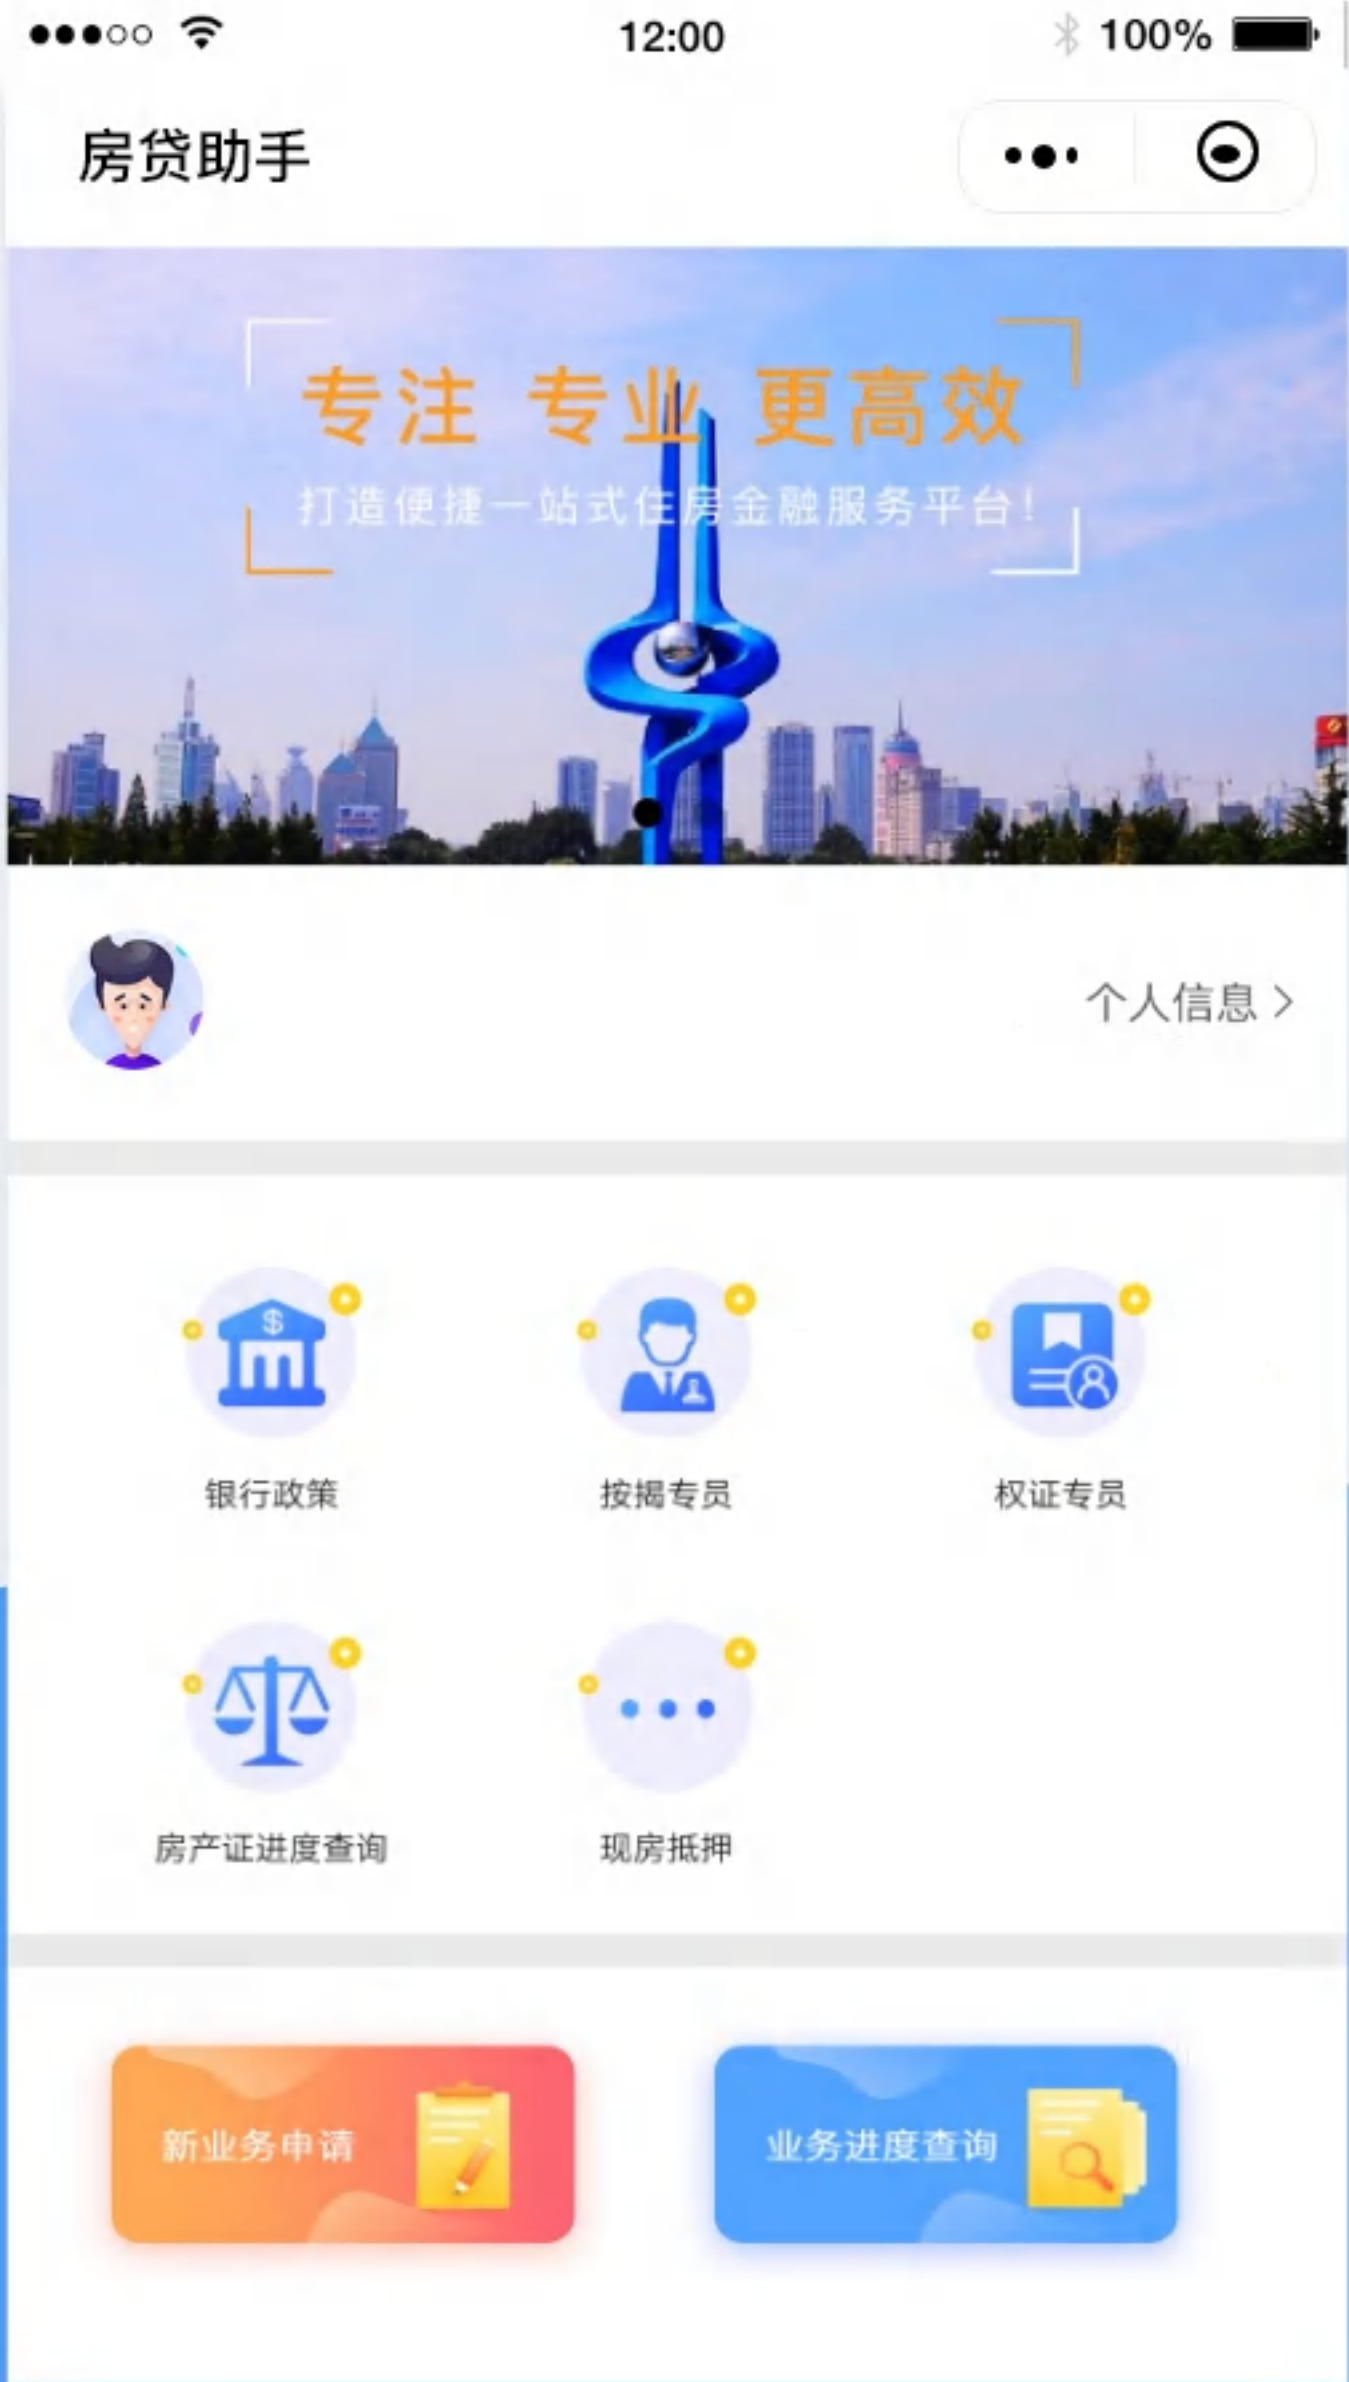 12:00
100%
房贷助手
专注 专业 更高效
打造便捷一站式住房金融服务平台!
个人信息
银行政策
按揭专员
权证专员
房产证进度查询
现房抵押
新业务申请
业务进度查询